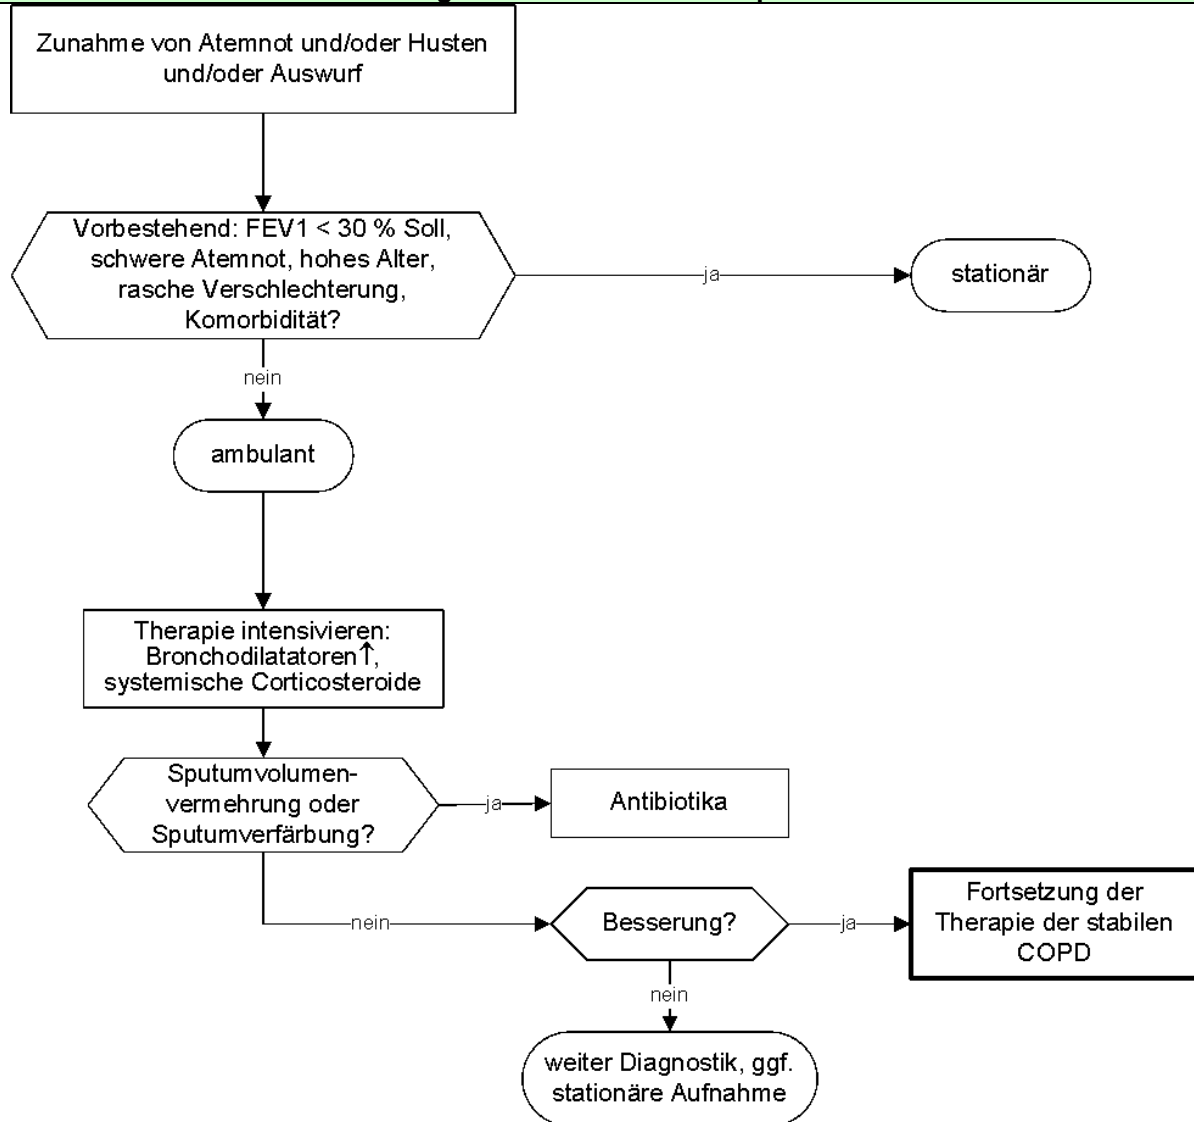 Zunahme von Atemnot und/oder Husten
und/oder Auswurf
Vorbestehend: FEV1 < 30 % Soll,
schwere Atemnot, hohes Alter,
rasche Verschlechterung,
Komorbidität?
ja
stationär
nein
ambulant
Therapie intensivieren:
Bronchodilatatoren↑,
systemische Corticosteroide
Sputumvolumen-
vermehrung oder
Sputumverfärbung?
ja
Antibiotika
nein
Besserung?
ja
Fortsetzung der
Therapie der stabilen
COPD
nein
weiter Diagnostik, ggf.
stationäre Aufnahme